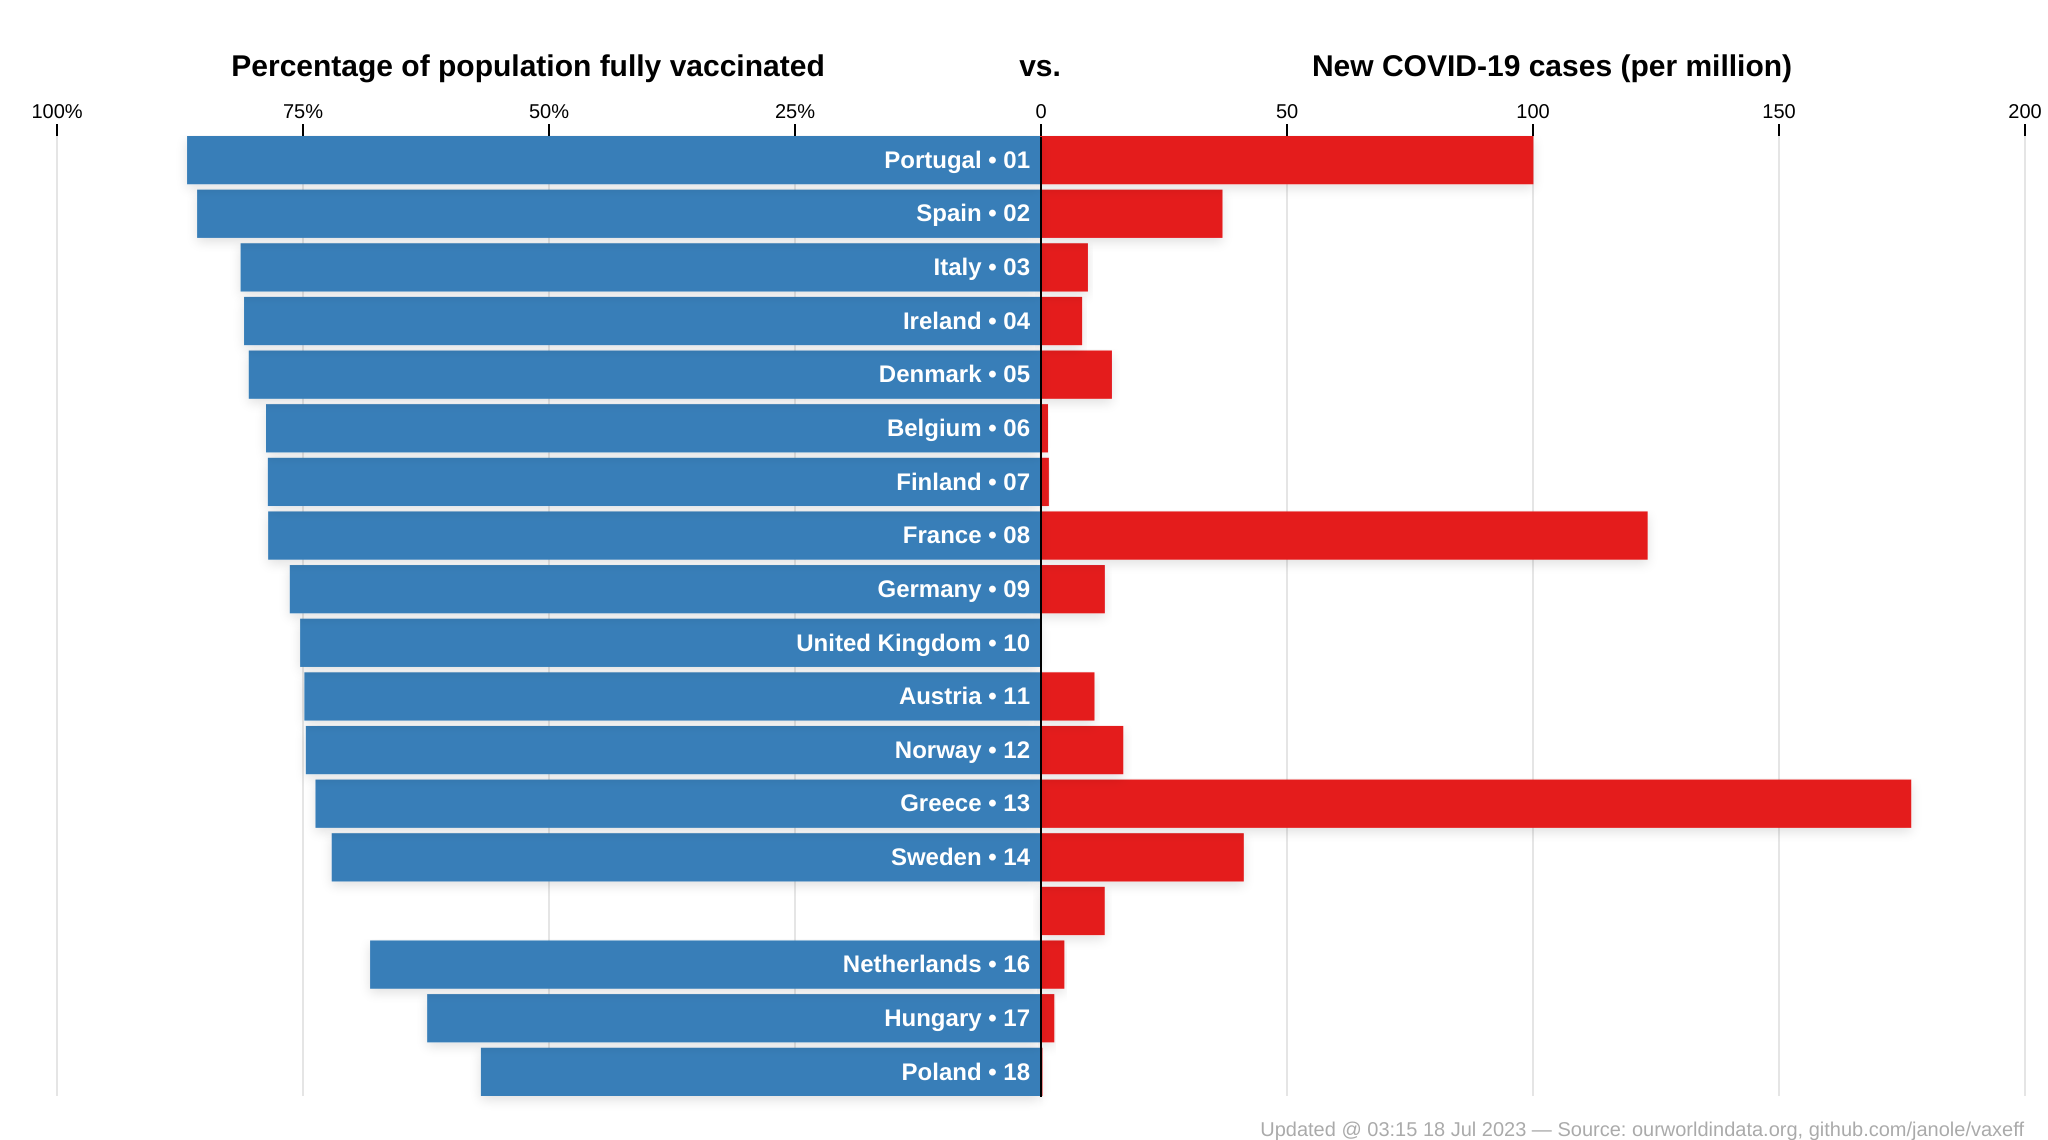 Percentage of population fully vaccinated vs. New COVID-19 cases (per million)
100% 75% 50% 25% 0 50 100 150 200
Portugal • 01
Spain • 02
Italy • 03
Ireland • 04
Denmark • 05
Belgium • 06
Finland • 07
France • 08
Germany • 09
United Kingdom • 10
Austria • 11
Norway • 12
Greece • 13
Sweden • 14
Netherlands • 16
Hungary • 17
Poland • 18
Updated @ 03:15 18 Jul 2023 — Source: ourworldindata.org, github.com/janole/vaxeff